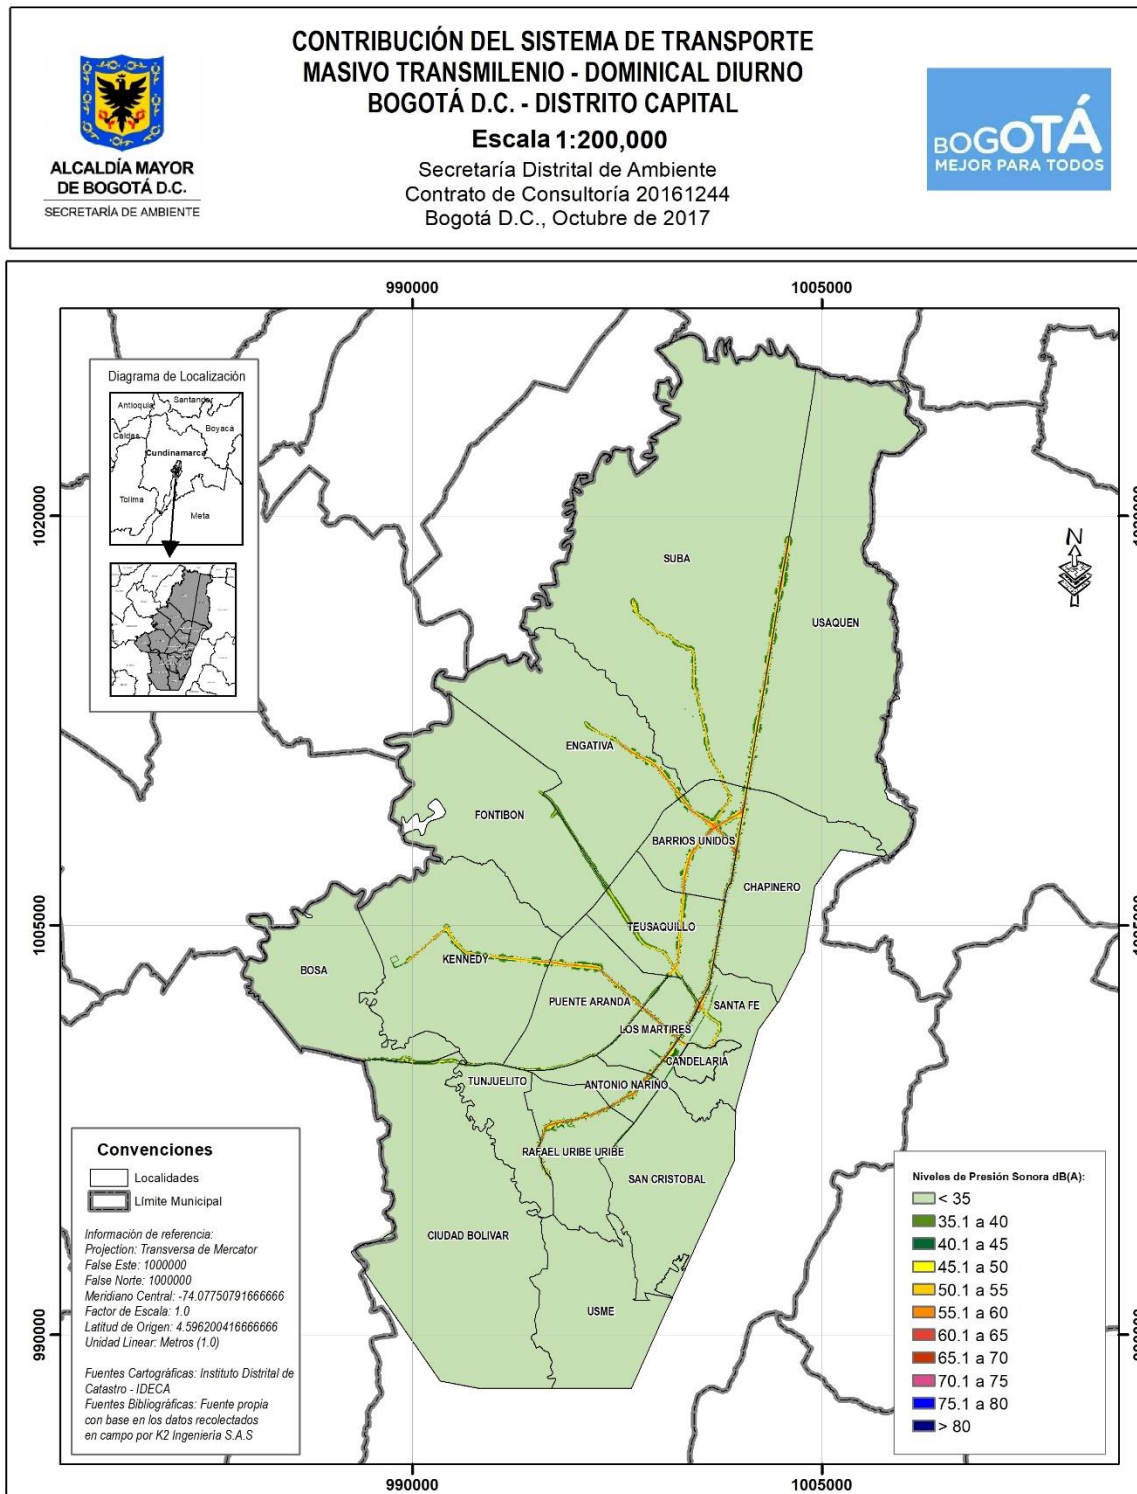 CONTRIBUCIÓN DEL SISTEMA DE TRANSPORTE
MASIVO TRANSMILENIO - DOMINICAL DIURNO
BOGOTÁ D.C. - DISTRITO CAPITAL
Escala 1:200,000
Secretaría Distrital de Ambiente
Contrato de Consultoría 20161244
Bogotá D.C., Octubre de 2017
ALCALDÍA MAYOR
DE BOGOTÁ D.C.
SECRETARÍA DE AMBIENTE
BOGOTÁ
MEJOR PARA TODOS
990000
1005000
Diagrama de Localización
Antioquia
Santander
Boyacá
Caldas
Cundinamarca
Tolima
Meta
1020000
1005000
990000
N
SUBA
USAQUEN
ENGATIVA
FONTIBON
BARRIOS UNIDOS
CHAPINERO
TEUSAQUILLO
BOSA
KENNEDY
PUENTE ARANDA
SANTA FE
LOS MARTIRES
CANDELARIA
TUNJUELITO
ANTONIO NARIÑO
RAFAEL URIBE URIBE
SAN CRISTOBAL
CIUDAD BOLIVAR
USME
Convenciones
Localidades
Límite Municipal
Información de referencia:
Projection: Transversa de Mercator
False Este: 1000000
False Norte: 1000000
Meridiano Central: -74.07750791666666
Factor de Escala: 1.0
Latitud de Origen: 4.596200416666666
Unidad Linear: Metros (1.0)
Fuentes Cartográficas: Instituto Distrital de
Catastro - IDECA
Fuentes Bibliográficas: Fuente propia
con base en los datos recolectados
en campo por K2 Ingeniería S.A.S
Niveles de Presión Sonora dB(A):
< 35
35.1 a 40
40.1 a 45
45.1 a 50
50.1 a 55
55.1 a 60
60.1 a 65
65.1 a 70
70.1 a 75
75.1 a 80
> 80
990000
1005000